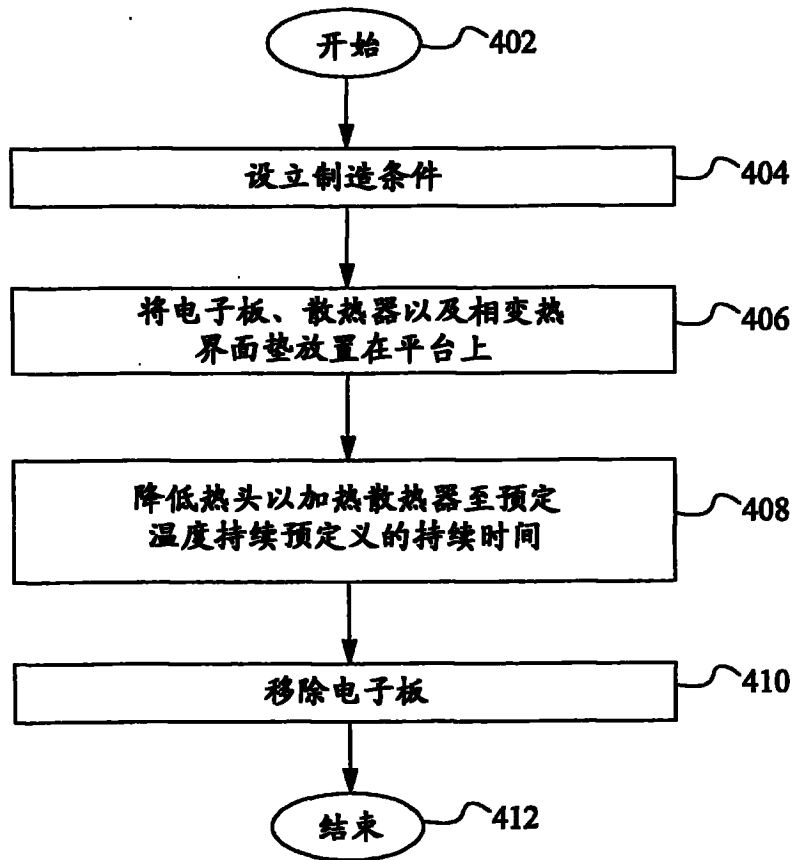 开始
402
设立制造条件
404
将电子板、散热器以及相变热
界面垫放置在平台上
406
降低热头以加热散热器至预定
温度持续预定义的持续时间
408
移除电子板
410
结束
412